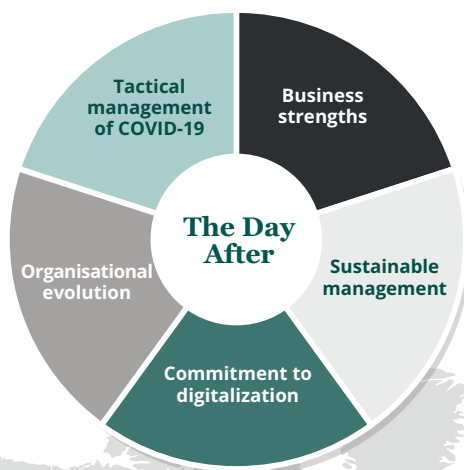 Tactical
management
of COVID-19
Business
strengths
The Day
After
Organisational
evolution
Sustainable
management
Commitment to
digitalization